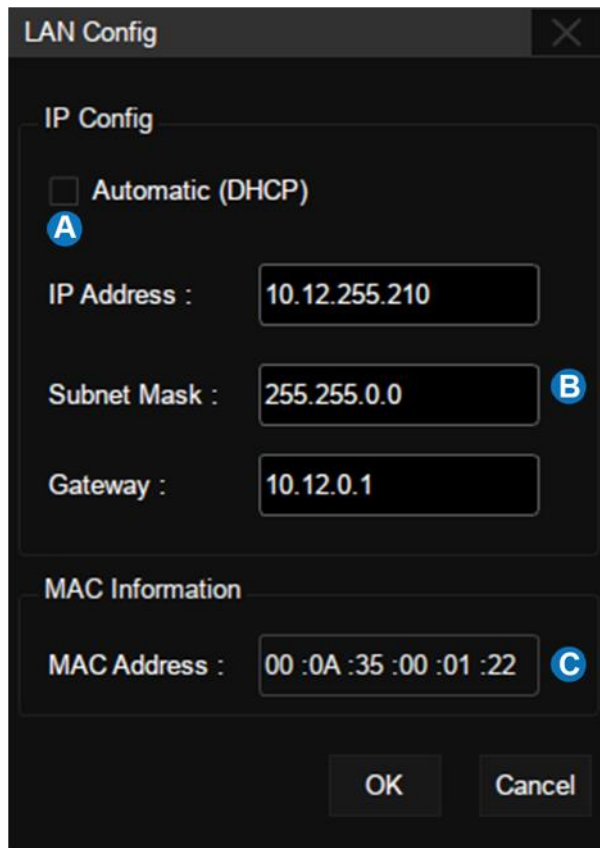 LAN Config
IP Config
Automatic (DHCP)
A
IP Address :
10.12.255.210
Subnet Mask :
255.255.0.0
B
Gateway :
10.12.0.1
MAC Information
MAC Address :
00 :0A :35 :00 :01 :22
C
OK
Cancel